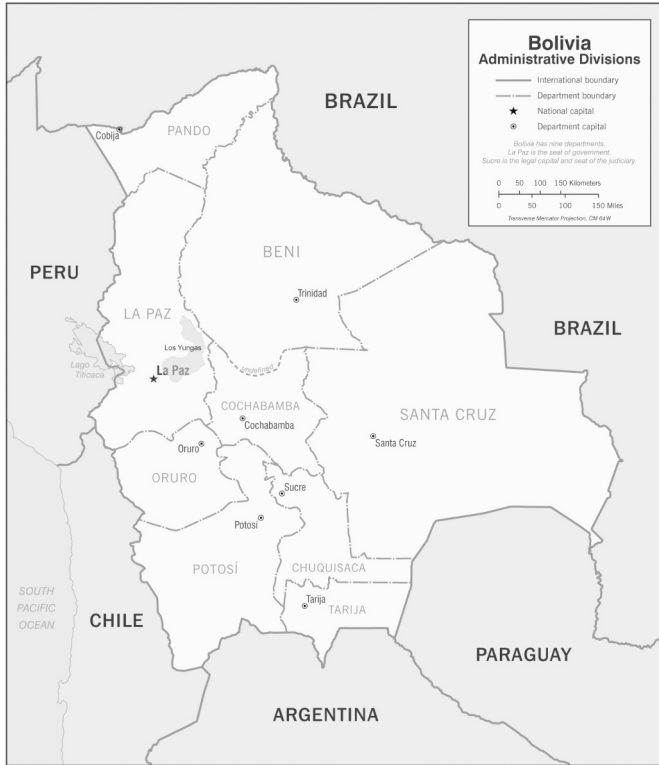 Bolivia
Administrative Divisions
International boundary
Department boundary
National capital
Department capital
Bolivia has nine departments.
La Paz is the seat of government.
Sucre is the legal capital and seat of the judiciary.
0 50 100 150 Kilometers
0 50 100 150 Miles
Transverse Mercator Projection, CM 64W
BRAZIL
Cobija
PANDO
BENI
PERU
Trinidad
LA PAZ
BRAZIL
Los Yungas
Lago
Titicaca
La Paz
undefined
COCHABAMBA
Cochabamba
SANTA CRUZ
Santa Cruz
Oruro
ORURO
Sucre
Potosí
POTOSÍ
CHUQUISACA
SOUTH
PACIFIC
OCEAN
CHILE
Tarija
TARIJA
PARAGUAY
ARGENTINA